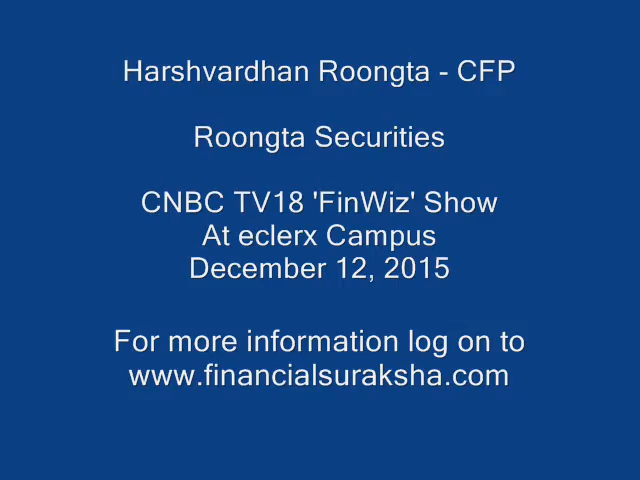 Harshvardhan Roongta - CFP
Roongta Securities
CNBC TV18 'FinWiz' Show
At eclerx Campus
December 12, 2015
For more information log on to
www.financialsuraksha.com